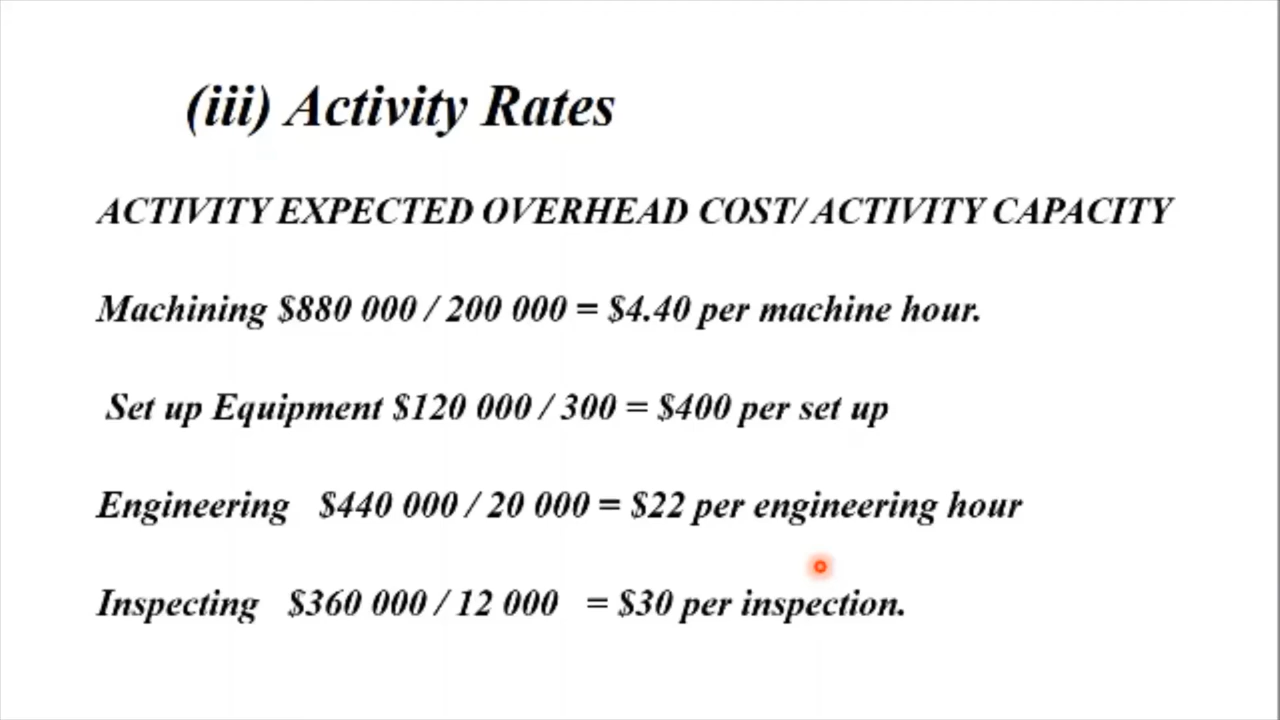 (iii) Activity Rates
ACTIVITY EXPECTED OVERHEAD COST/ ACTIVITY CAPACITY
Machining $880 000 / 200 000 = $4.40 per machine hour.
Set up Equipment $120 000 / 300 = $400 per set up
Engineering $440 000 / 20 000 = $22 per engineering hour
Inspecting $360 000 / 12 000 = $30 per inspection.